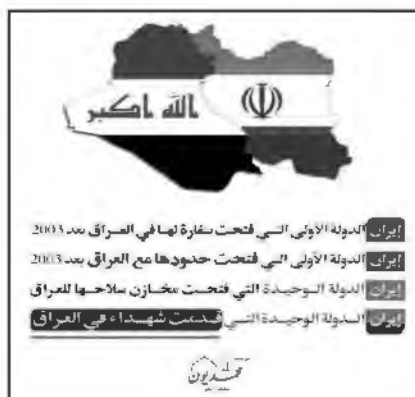 الله اكبر
إيران الدولة الأولى التي فتحت سفارة لها في العراق بعد 2003
إيران الدولة الأولى التي فتحت حدودها مع العراق بعد 2003
إيران الدولة الوحيدة التي فتحت مخازن سلاحها للعراق
إيران الدولة الوحيدة التي قدمت شهداء في العراق